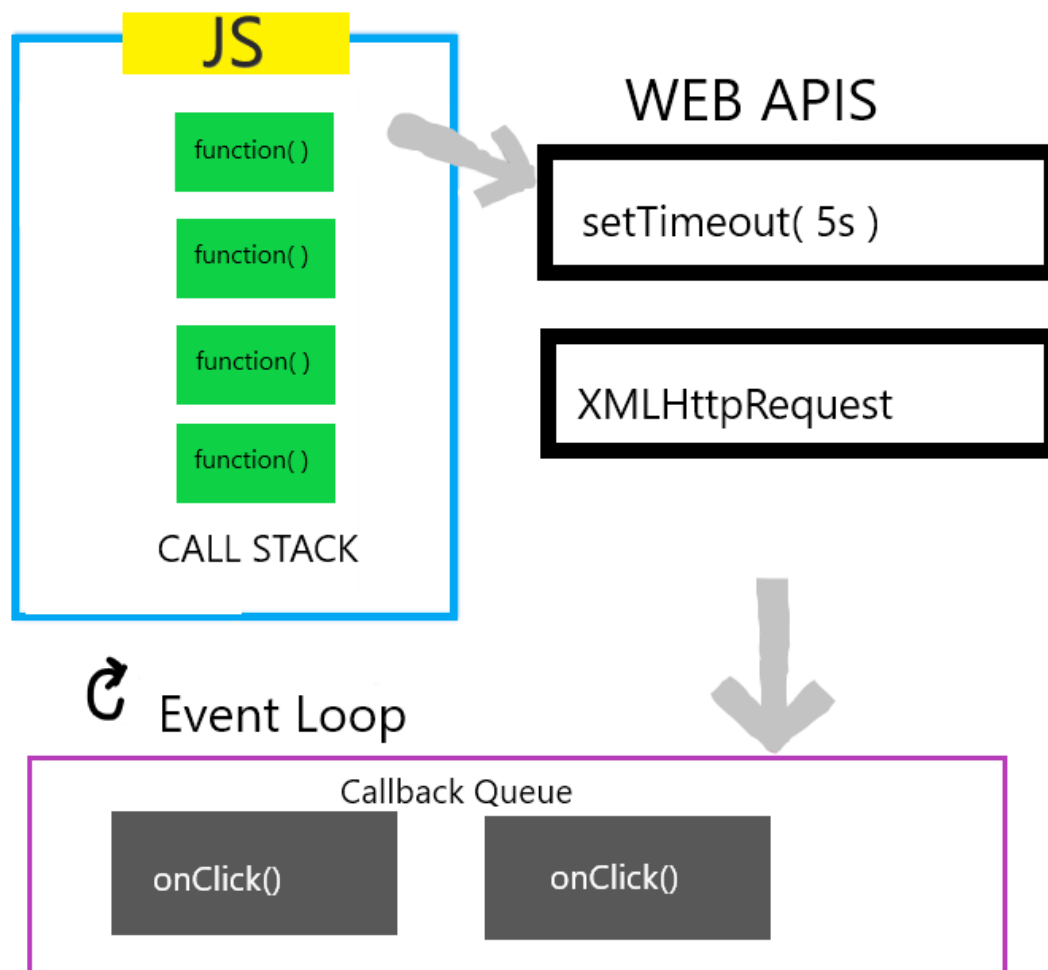 JS
function( )
function( )
function( )
function( )
CALL STACK
WEB APIS
setTimeout( 5s )
XMLHttpRequest
Event Loop
Callback Queue
onClick()
onClick()